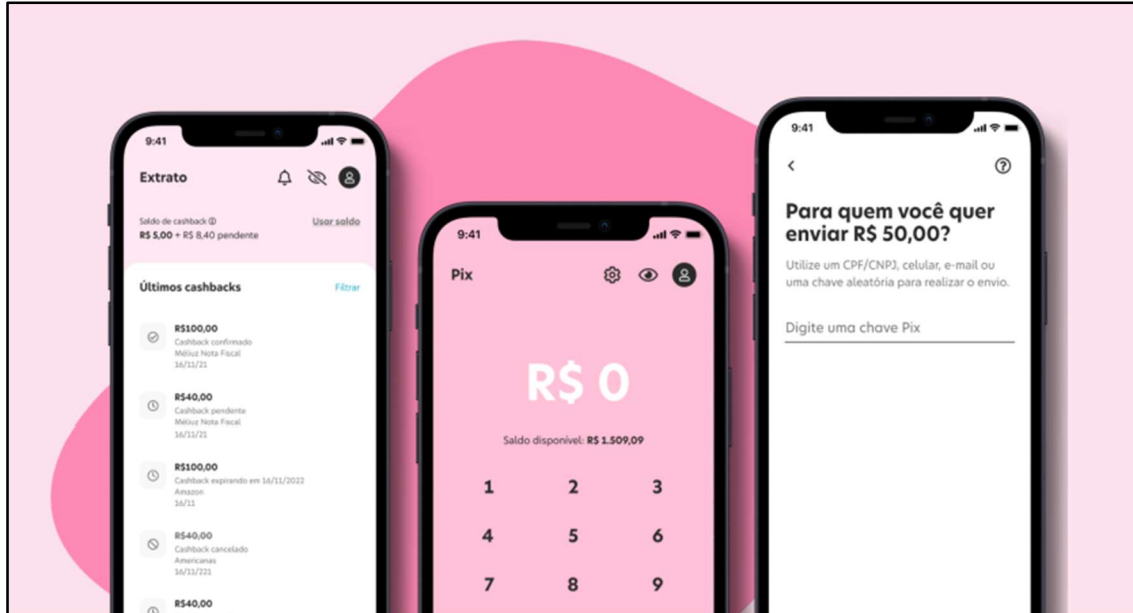 9:41
Extrato
Saldo de cashback
Usar saldo
R$ 5,00 + R$ 8,40 pendente
Últimos cashbacks
Filtrar
R$100,00
Cashback confirmado
Méliuz Nota Fiscal
16/11/21
R$40,00
Cashback pendente
Méliuz Nota Fiscal
16/11/21
R$100,00
Cashback expirando em 16/11/2022
Amazon
16/11
R$40,00
Cashback cancelado
Americanas
16/11/221
R$40,00
9:41
Pix
R$ 0
Saldo disponível: R$ 1.509,09
1 2 3
4 5 6
7 8 9
9:41
Para quem você quer
enviar R$ 50,00?
Utilize um CPF/CNPJ, celular, e-mail ou
uma chave aleatória para realizar o envio.
Digite uma chave Pix